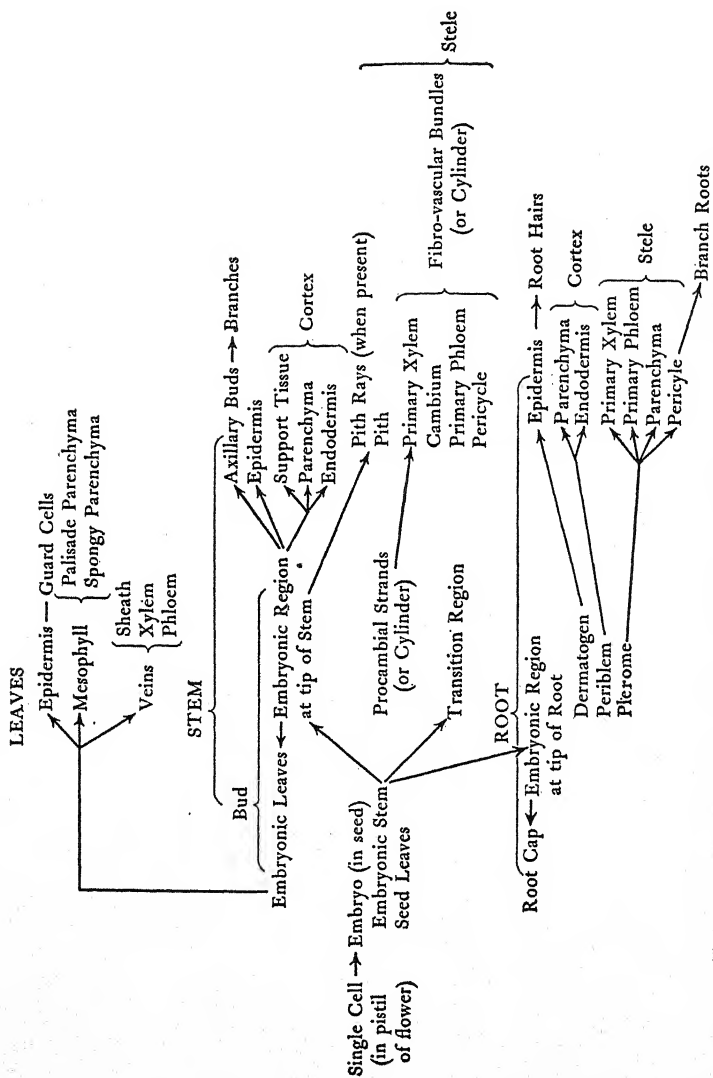 LEAVES
Epidermis — Guard Cells
Mesophyll { Palisade Parenchyma
Spongy Parenchyma
Veins { Sheath
Xylem
Phloem
STEM
Bud
Embryonic Leaves ← Embryonic Region
at tip of Stem
Axillary Buds → Branches
Epidermis
Support Tissue
Parenchyma
Endodermis
Cortex
Pith Rays (when present)
Pith
Procambial Strands
(or Cylinder)
Primary Xylem
Cambium
Primary Phloem
Pericycle
Fibro-vascular Bundles
(or Cylinder)
Stele
Single Cell → Embryo (in seed)
(in pistil
of flower)
Embryonic Stem
Seed Leaves
Transition Region
ROOT
Root Cap ← Embryonic Region
at tip of Root
Dermatogen
Periblem
Plerome
Epidermis → Root Hairs
Parenchyma
Endodermis
Cortex
Primary Xylem
Primary Phloem
Parenchyma
Pericyle
Stele
Branch Roots